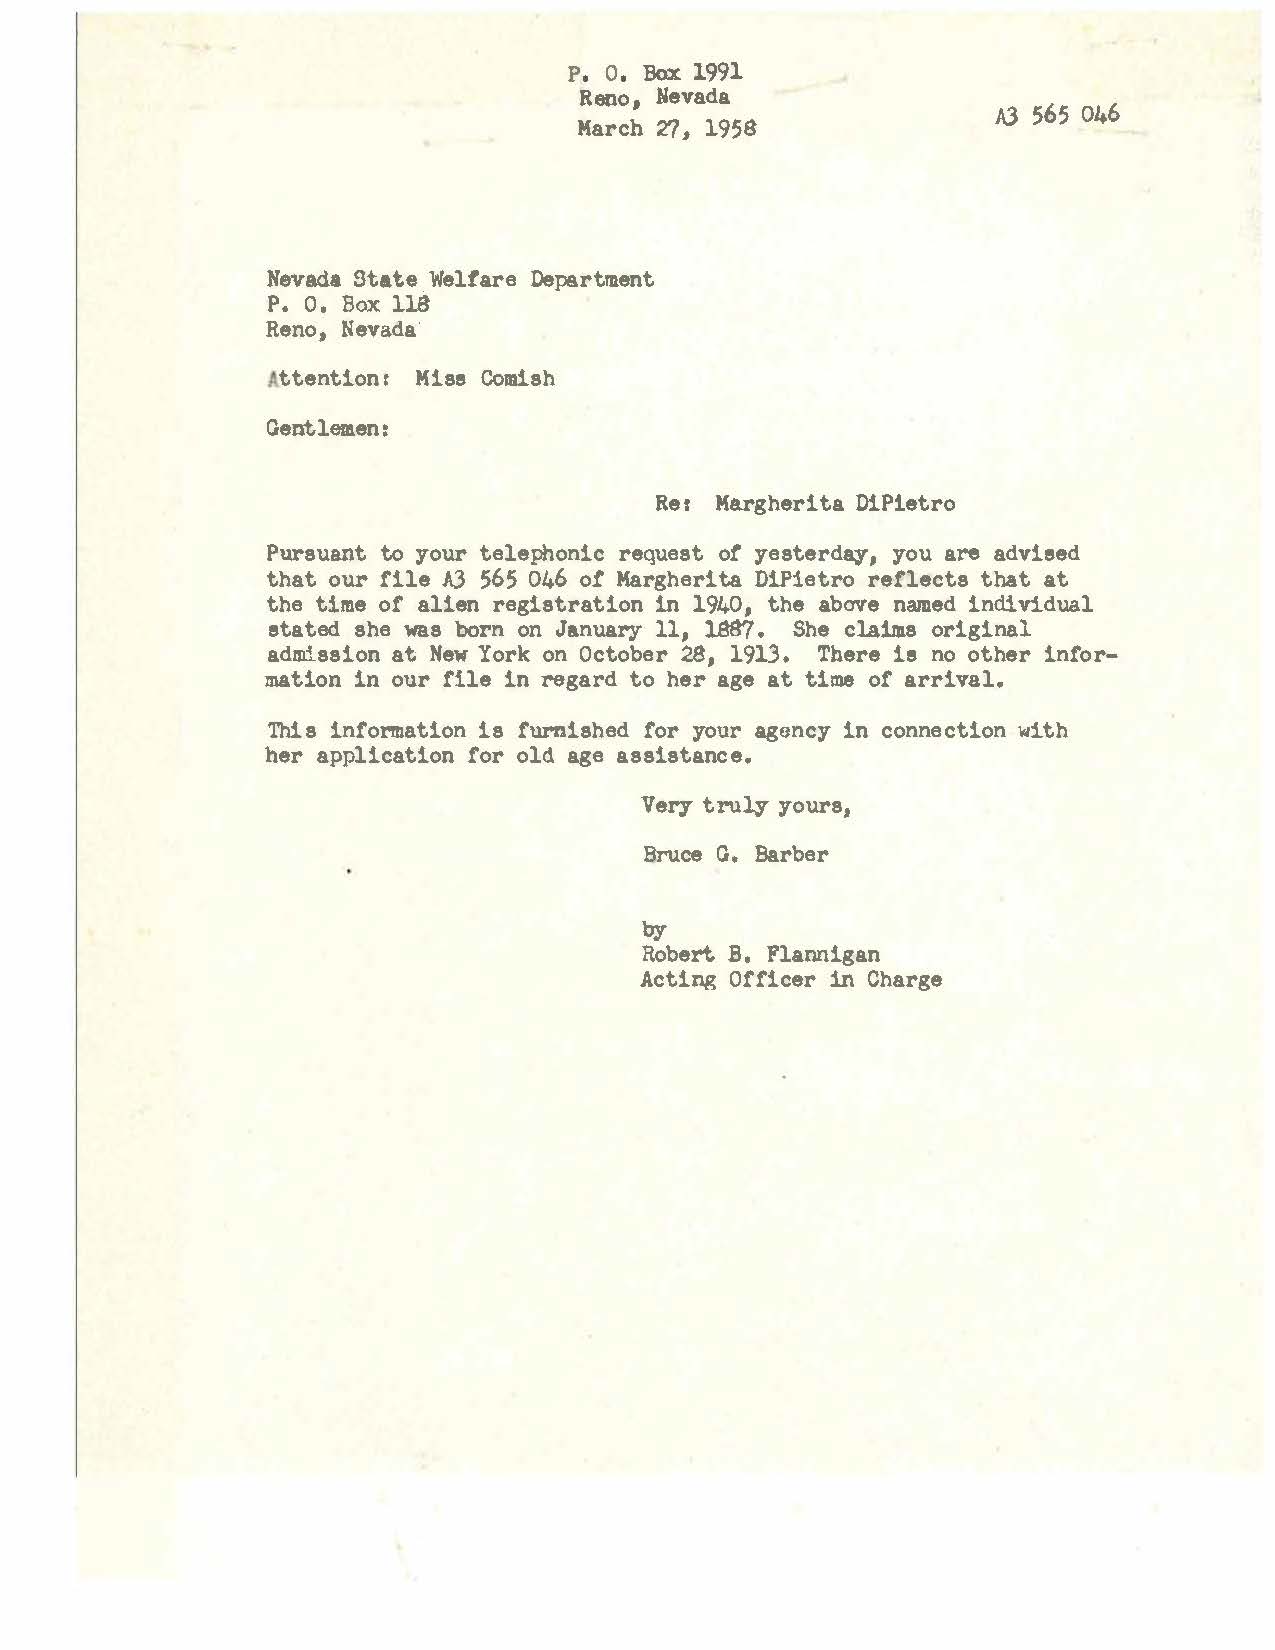 P. O. Box 1991
Reno, Nevada
March 27, 1958
A3 565 046
Nevada State Welfare Department
P. O. Box 118
Reno, Nevada
Attention: Miss Comish
Gentlemen:
Re: Margherita DiPietro
Pursuant to your telephonic request of yesterday, you are advised
that our file A3 565 046 of Margherita DiPietro reflects that at
the time of alien registration in 1940, the above named individual
stated she was born on January 11, 1887. She claims original
admission at New York on October 28, 1913. There is no other infor-
mation in our file in regard to her age at time of arrival.
This information is furnished for your agency in connection with
her application for old age assistance.
Very truly yours,
Bruce G. Barber
by
Robert B. Flannigan
Acting Officer in Charge